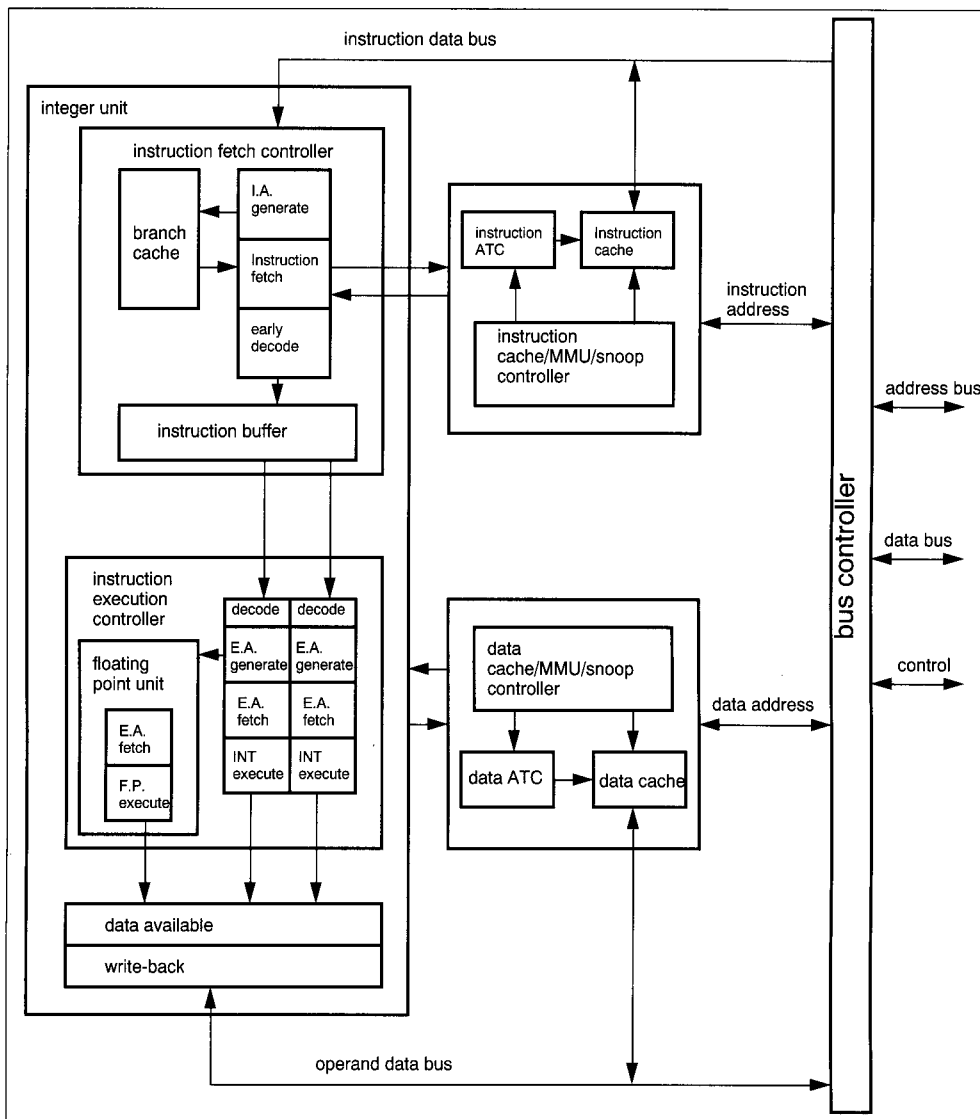 instruction data bus
integer unit
instruction fetch controller
branch
cache
I.A.
generate
Instruction
fetch
early
decode
instruction buffer
instruction
ATC
instruction
cache
instruction
cache/MMU/snoop
controller
instruction
address
address bus
bus controller
data bus
control
instruction
execution
controller
floating
point unit
E.A.
fetch
F.P.
execute
decode
decode
E.A.
generate
E.A.
generate
E.A.
fetch
E.A.
fetch
INT
execute
INT
execute
data
cache/MMU/snoop
controller
data ATC
data cache
data address
data available
write-back
operand data bus